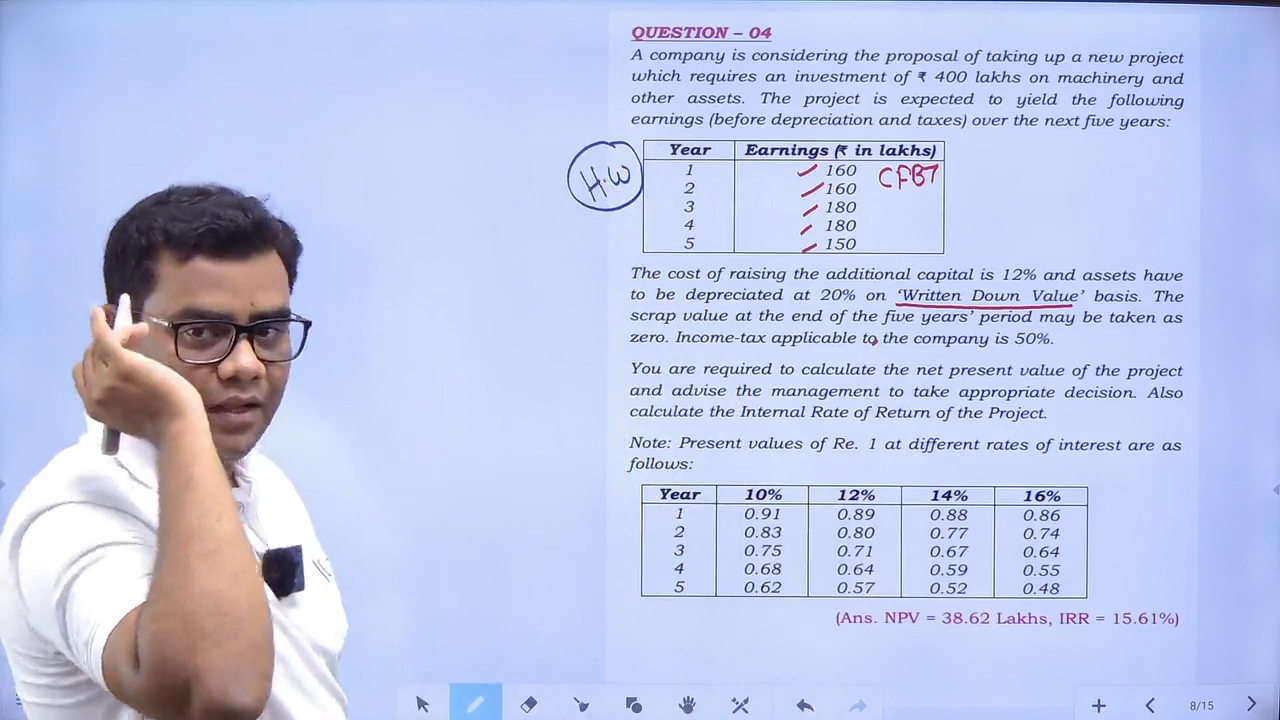 QUESTION – 04
A company is considering the proposal of taking up a new project
which requires an investment of ₹ 400 lakhs on machinery and
other assets. The project is expected to yield the following
earnings (before depreciation and taxes) over the next five years:
Year Earnings (₹ in lakhs)
1 160 CFBT
H.W
2 160
3 180
4 180
5 150
The cost of raising the additional capital is 12% and assets have
to be depreciated at 20% on ‘Written Down Value’ basis. The
scrap value at the end of the five years’ period may be taken as
zero. Income-tax applicable to the company is 50%.
You are required to calculate the net present value of the project
and advise the management to take appropriate decision. Also
calculate the Internal Rate of Return of the Project.
Note: Present values of Re. 1 at different rates of interest are as
follows:
Year 10% 12% 14% 16%
1 0.91 0.89 0.88 0.86
2 0.83 0.80 0.77 0.74
3 0.75 0.71 0.67 0.64
4 0.68 0.64 0.59 0.55
5 0.62 0.57 0.52 0.48
(Ans. NPV = 38.62 Lakhs, IRR = 15.61%)
8/15